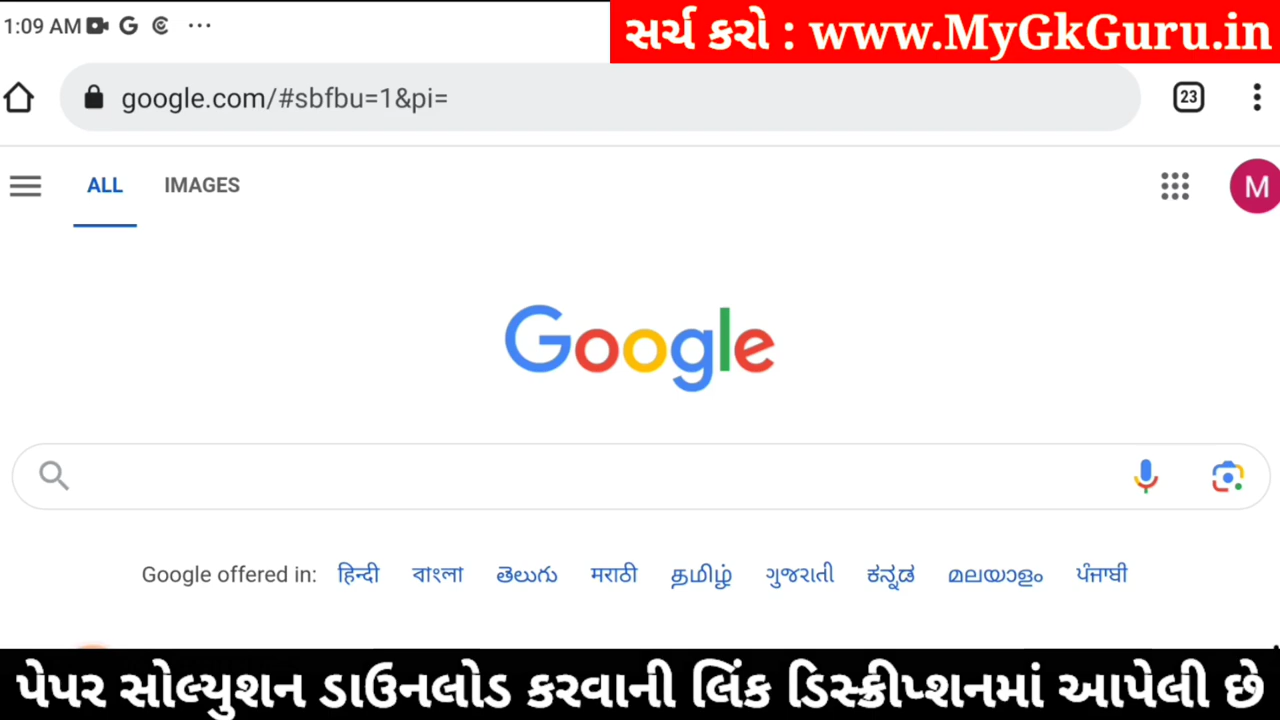 1:09 AM
સર્ચ કરો : www.MyGkGuru.in
google.com/#sbfbu=1&pi=
23
ALL IMAGES
M
Google
Google offered in: हिन्दी বাংলা తెలుగు मराठी தமிழ் ગુજરાતી ಕನ್ನಡ മലയാളം ਪੰਜਾਬੀ
પેપર સોલ્યુશન ડાઉનલોડ કરવાની લિંક ડિસ્ક્રીપ્શનમાં આપેલી છે